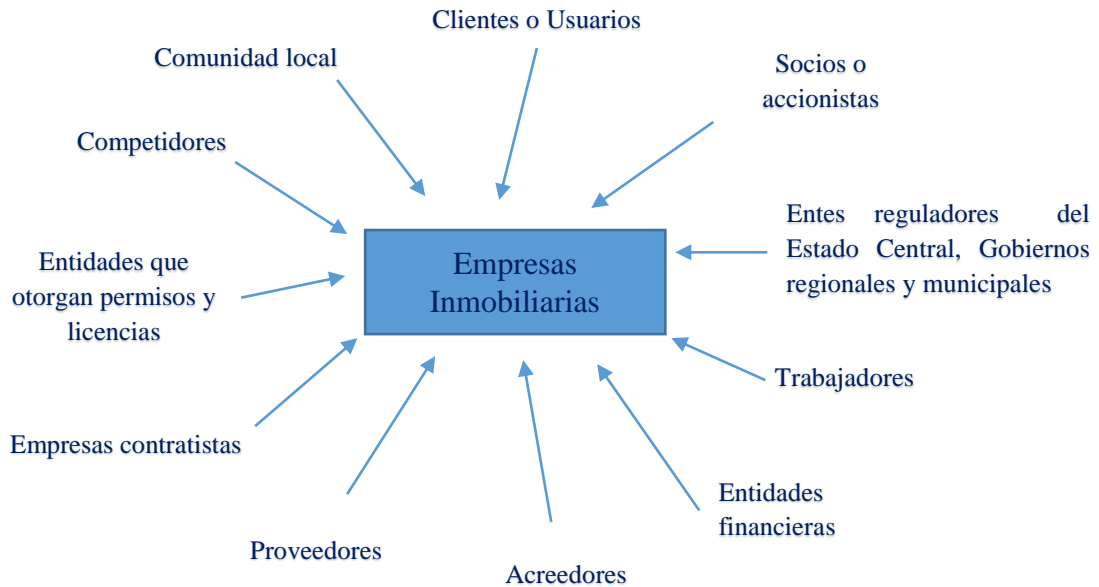 Clientes o Usuarios
Comunidad local
Socios o
accionistas
Competidores
Entes reguladores del
Estado Central, Gobiernos
regionales y municipales
Empresas
Inmobiliarias
Entidades que
otorgan permisos y
licencias
Trabajadores
Empresas contratistas
Entidades
financieras
Proveedores
Acreedores